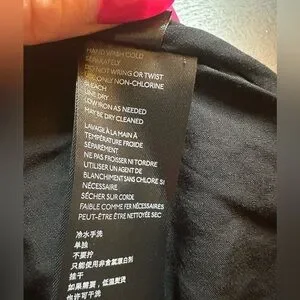 HAND WASH COLD
SEPARATELY
DO NOT WRING OR TWIST
USE ONLY NON-CHLORINE
BLEACH
LINE DRY
LOW IRON AS NEEDED
MAY BE DRY CLEANED
LAVAGE À LA MAIN À
TEMPÉRATURE FROIDE
SÉPARÉMENT
NE PAS FROISSER NI TORDRE
UTILISER UN AGENT DE
BLANCHIMENT SANS CHLORE SI
NÉCESSAIRE
SÉCHER SUR CORDE
FAIBLE COMME FER NÉCESSAIRES
PEUT-ÊTRE ÊTRE NETTOYÉE SEC
冷水手洗
单独
不要拧
只能使用非食氯漂白剂
挂干
如果需要，低温熨烫
也许可干洗